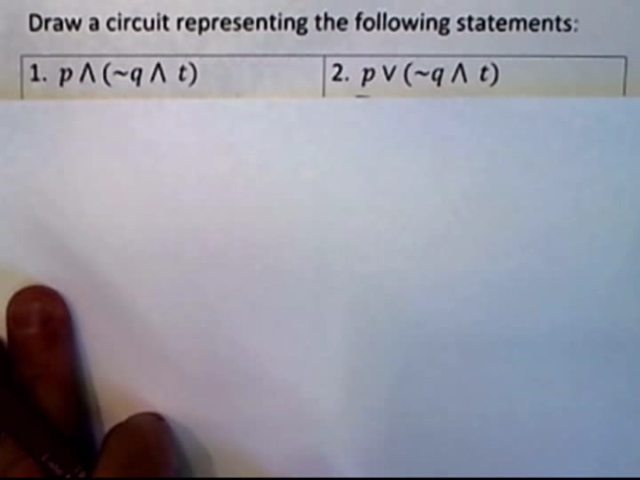 Draw a circuit representing the following statements:
1. p ∧ (~q ∧ t)
2. p ∨ (~q ∧ t)